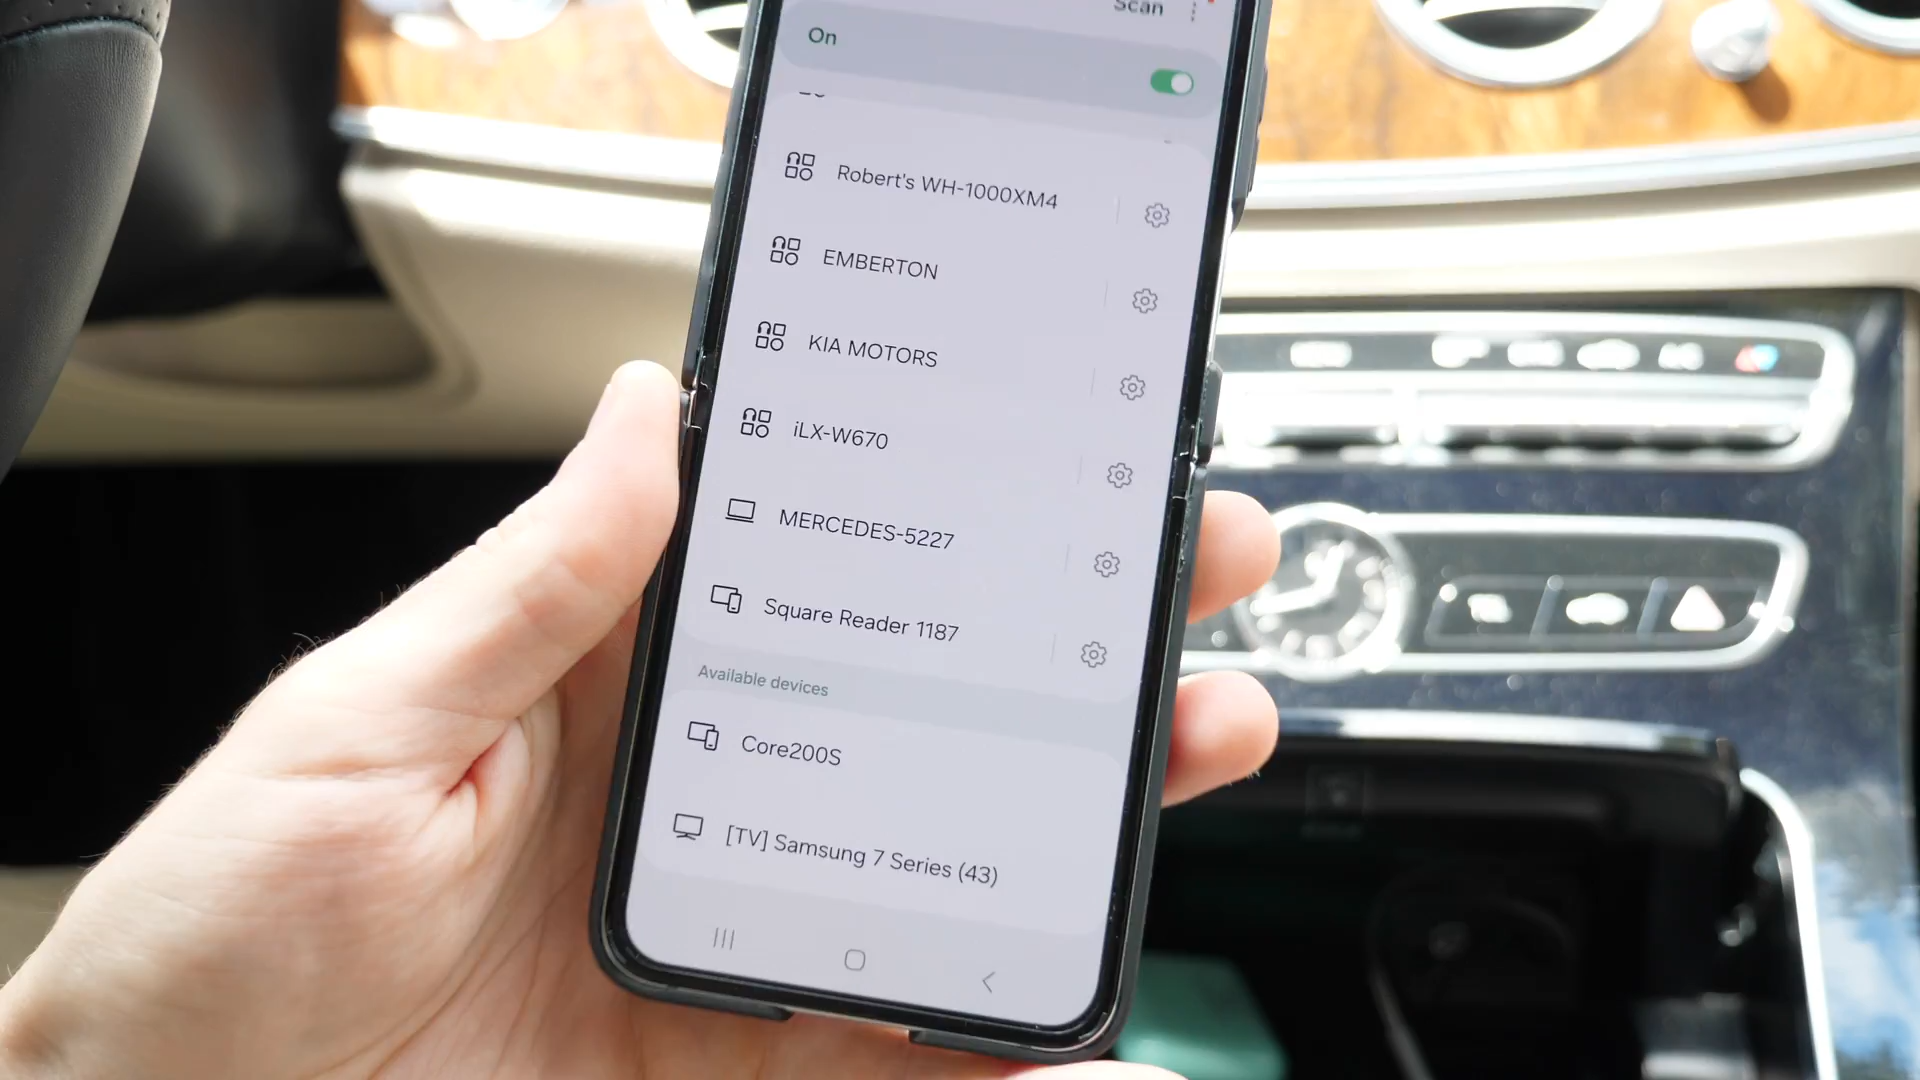 Scan
On
Robert's WH-1000XM4
EMBERTON
KIA MOTORS
iLX-W670
MERCEDES-5227
Square Reader 1187
Available devices
Core200S
[TV] Samsung 7 Series (43)